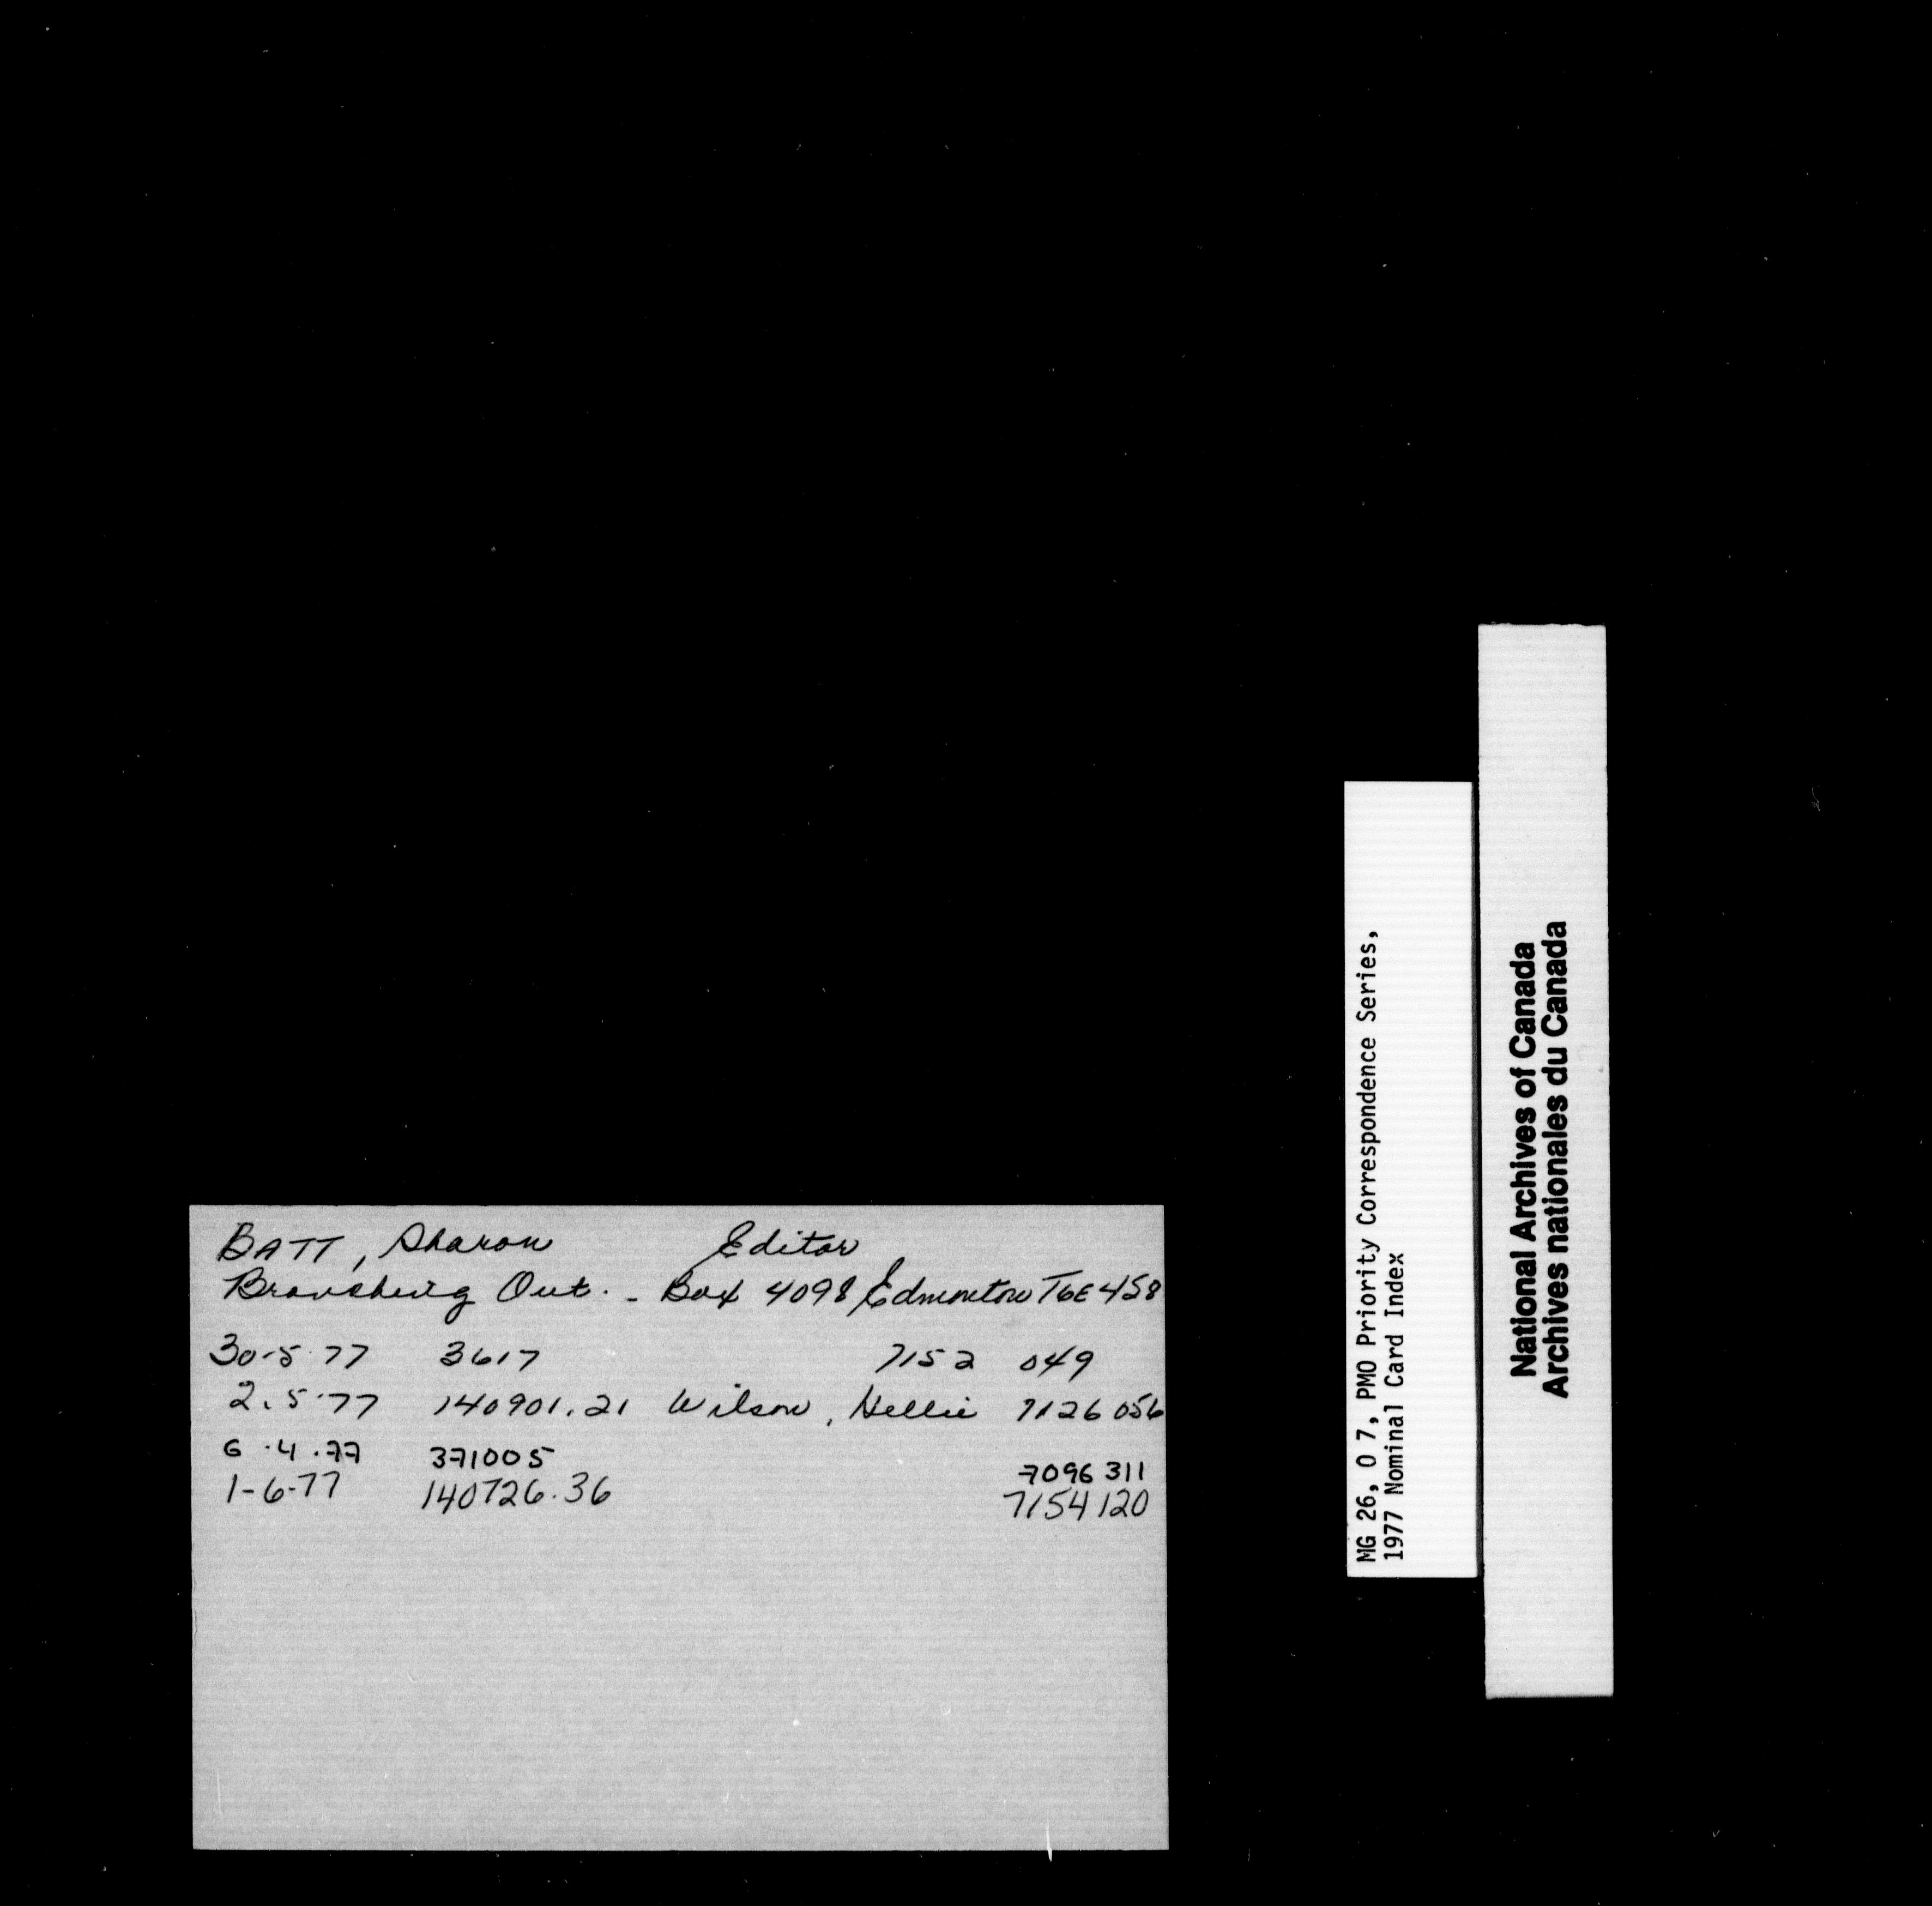 BATT, Sharon Editor
Branching Out. - Box 4098 Edmonton T6E 4S8
30-5-77 3617 7152 049
2.5.77 140901.21 Wilson, Nellie 7126 056
6.4.77 371005 7096 311
1-6-77 140726.36 7154 120
MG 26, O 7, PMO Priority Correspondence Series,
1977 Nominal Card Index
National Archives of Canada
Archives nationales du Canada